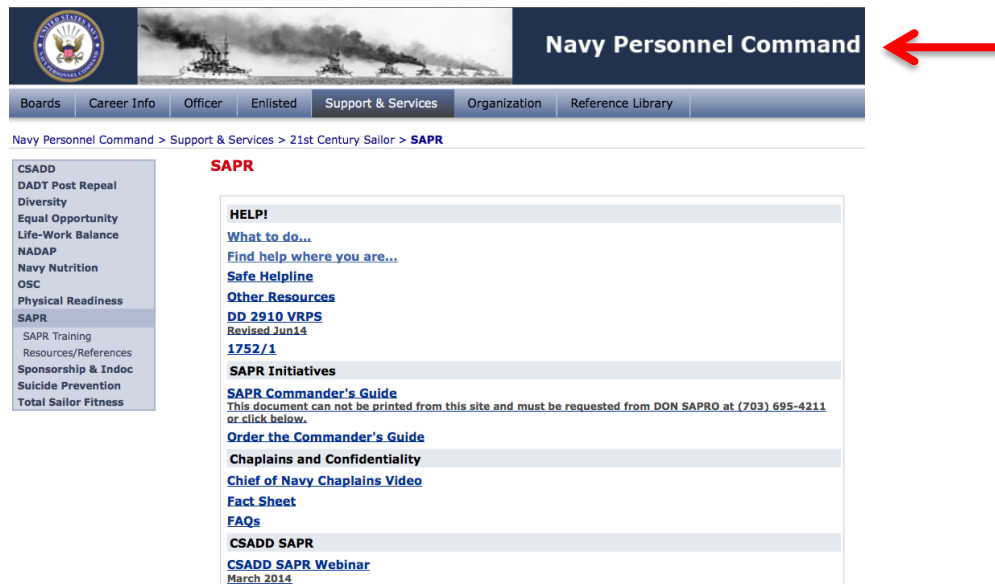 Navy Personnel Command
Boards Career Info Officer Enlisted Support & Services Organization Reference Library
Navy Personnel Command > Support & Services > 21st Century Sailor > SAPR
CSADD
DADT Post Repeal
Diversity
Equal Opportunity
Life-Work Balance
NADAP
Navy Nutrition
OSC
Physical Readiness
SAPR
SAPR Training
Resources/References
Sponsorship & Indoc
Suicide Prevention
Total Sailor Fitness
SAPR
HELP!
What to do...
Find help where you are...
Safe Helpline
Other Resources
DD 2910 VRPS
Revised Jun14
1752/1
SAPR Initiatives
SAPR Commander's Guide
This document can not be printed from this site and must be requested from DON SAPRO at (703) 695-4211
or click below.
Order the Commander's Guide
Chaplains and Confidentiality
Chief of Navy Chaplains Video
Fact Sheet
FAQs
CSADD SAPR
CSADD SAPR Webinar
March 2014